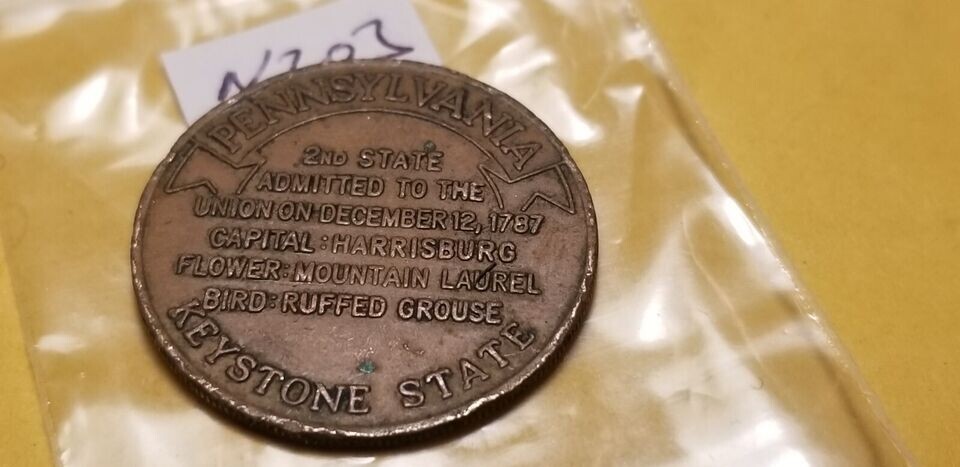 N203
PENNSYLVANIA
2ND STATE
ADMITTED TO THE
UNION ON DECEMBER 12, 1787
CAPITAL : HARRISBURG
FLOWER : MOUNTAIN LAUREL
BIRD : RUFFED GROUSE
KEYSTONE STATE